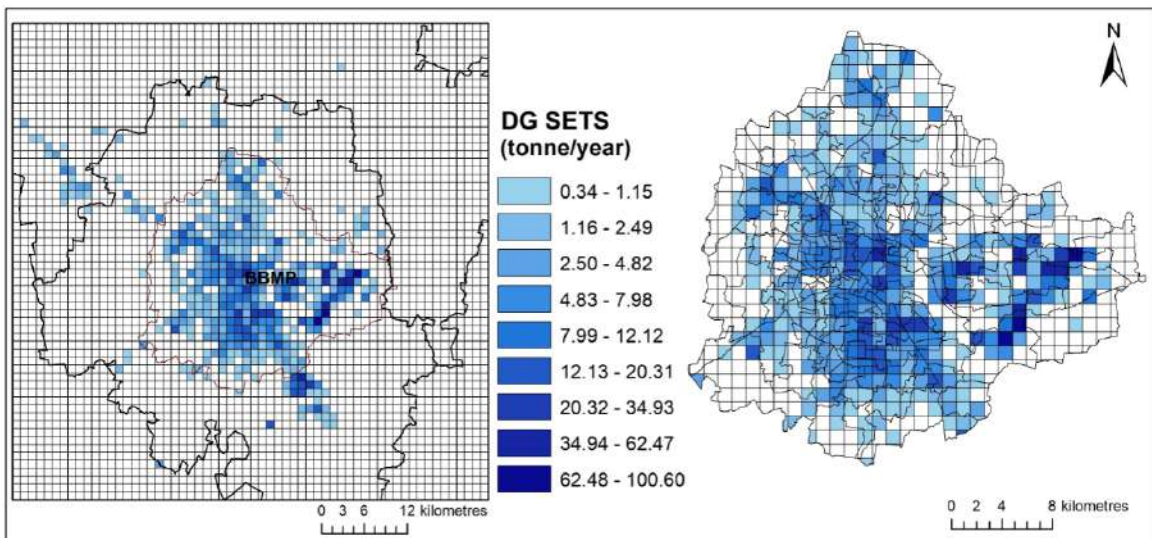 BBMP
0 3 6 12 kilometres
DG SETS
(tonne/year)
0.34 - 1.15
1.16 - 2.49
2.50 - 4.82
4.83 - 7.98
7.99 - 12.12
12.13 - 20.31
20.32 - 34.93
34.94 - 62.47
62.48 - 100.60
N
0 2 4 8 kilometres